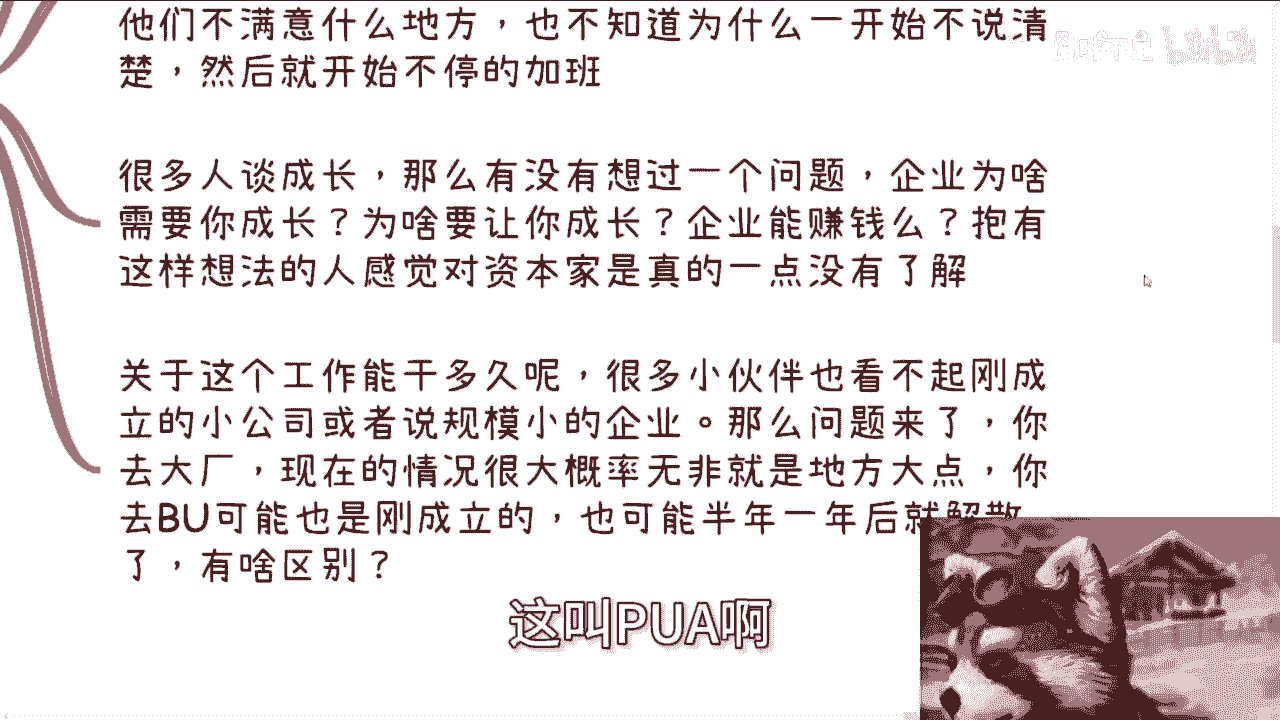 他们不满意什么地方，也不知道为什么一开始不说清
楚，然后就开始不停的加班
很多人谈成长，那么有没有想过一个问题，企业为啥
需要你成长？为啥要让你成长？企业能赚钱么？抱有
这样想法的人感觉对资本家是真的一点没有了解
关于这个工作能干多久呢，很多小伙伴也看不起刚成
立的小公司或者说规模小的企业。那么问题来了，你
去大厂，现在的情况很大概率无非就是地方大点，你
去BU可能也是刚成立的，也可能半年一年后就解散
了，有啥区别？
这叫PUA啊
bilibili